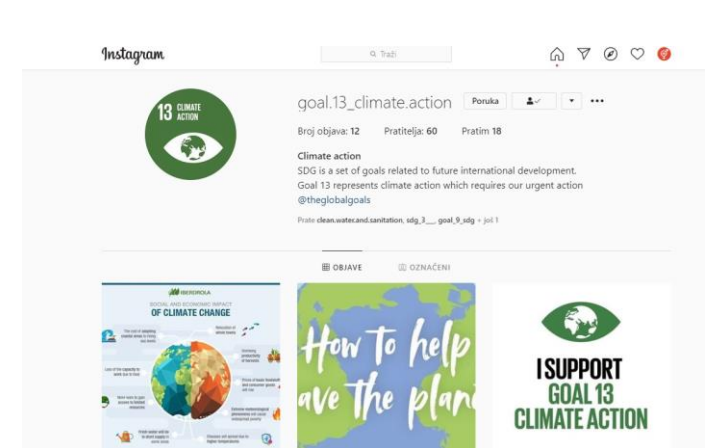 Instagram
Traži
13 CLIMATE
ACTION
goal.13_climate.action Poruka
Broj objava: 12 Pratitelja: 60 Pratim 18
Climate action
SDG is a set of goals related to future international development.
Goal 13 represents climate action which requires our urgent action
@theglobalgoals
Prate clean.water.and.sanitation, sdg_3__, goal_9_sdg + još 1
OBJAVE OZNAČENI
IBERDROLA
SOCIAL AND ECONOMIC IMPACT
OF CLIMATE CHANGE
How To help
ave The plan
I SUPPORT
GOAL 13
CLIMATE ACTION